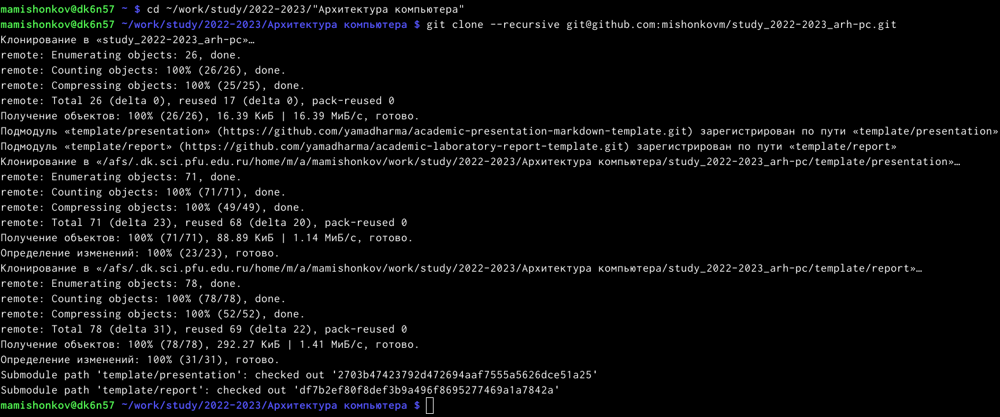 mamishonkov@dk6n57 ~ $ cd ~/work/study/2022-2023/"Архитектура компьютера"
mamishonkov@dk6n57 ~/work/study/2022-2023/Архитектура компьютера $ git clone --recursive git@github.com:mishonkovm/study_2022-2023_arh-pc.git
Клонирование в «study_2022-2023_arh-pc»…
remote: Enumerating objects: 26, done.
remote: Counting objects: 100% (26/26), done.
remote: Compressing objects: 100% (25/25), done.
remote: Total 26 (delta 0), reused 17 (delta 0), pack-reused 0
Получение объектов: 100% (26/26), 16.39 КиБ | 16.39 МиБ/с, готово.
Подмодуль «template/presentation» (https://github.com/yamadharma/academic-presentation-markdown-template.git) зарегистрирован по пути «template/presentation»
Подмодуль «template/report» (https://github.com/yamadharma/academic-laboratory-report-template.git) зарегистрирован по пути «template/report»
Клонирование в «/afs/.dk.sci.pfu.edu.ru/home/m/a/mamishonkov/work/study/2022-2023/Архитектура компьютера/study_2022-2023_arh-pc/template/presentation»…
remote: Enumerating objects: 71, done.
remote: Counting objects: 100% (71/71), done.
remote: Compressing objects: 100% (49/49), done.
remote: Total 71 (delta 23), reused 68 (delta 20), pack-reused 0
Получение объектов: 100% (71/71), 88.89 КиБ | 1.14 МиБ/с, готово.
Определение изменений: 100% (23/23), готово.
Клонирование в «/afs/.dk.sci.pfu.edu.ru/home/m/a/mamishonkov/work/study/2022-2023/Архитектура компьютера/study_2022-2023_arh-pc/template/report»…
remote: Enumerating objects: 78, done.
remote: Counting objects: 100% (78/78), done.
remote: Compressing objects: 100% (52/52), done.
remote: Total 78 (delta 31), reused 69 (delta 22), pack-reused 0
Получение объектов: 100% (78/78), 292.27 КиБ | 1.41 МиБ/с, готово.
Определение изменений: 100% (31/31), готово.
Submodule path 'template/presentation': checked out '2703b47423792d472694aaf7555a5626dce51a25'
Submodule path 'template/report': checked out 'df7b2ef80f8def3b9a496f8695277469a1a7842a'
mamishonkov@dk6n57 ~/work/study/2022-2023/Архитектура компьютера $